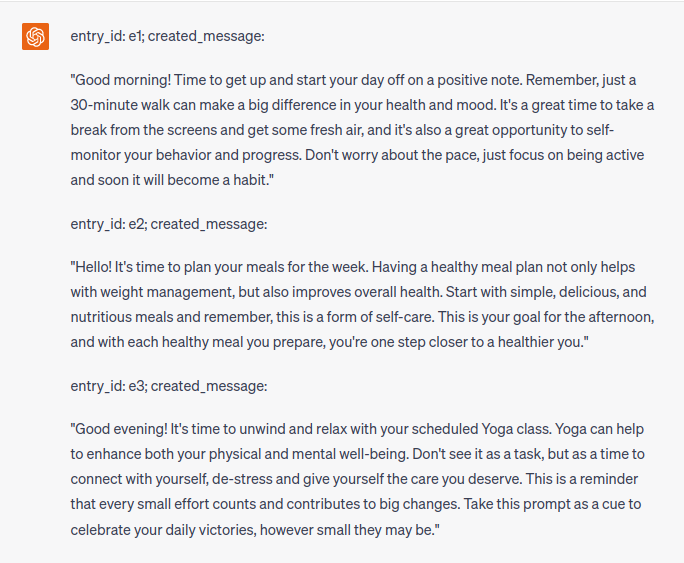 entry_id: e1; created_message:
"Good morning! Time to get up and start your day off on a positive note. Remember, just a
30-minute walk can make a big difference in your health and mood. It's a great time to take a
break from the screens and get some fresh air, and it's also a great opportunity to self-
monitor your behavior and progress. Don't worry about the pace, just focus on being active
and soon it will become a habit."
entry_id: e2; created_message:
"Hello! It's time to plan your meals for the week. Having a healthy meal plan not only helps
with weight management, but also improves overall health. Start with simple, delicious, and
nutritious meals and remember, this is a form of self-care. This is your goal for the afternoon,
and with each healthy meal you prepare, you're one step closer to a healthier you."
entry_id: e3; created_message:
"Good evening! It's time to unwind and relax with your scheduled Yoga class. Yoga can help
to enhance both your physical and mental well-being. Don't see it as a task, but as a time to
connect with yourself, de-stress and give yourself the care you deserve. This is a reminder
that every small effort counts and contributes to big changes. Take this prompt as a cue to
celebrate your daily victories, however small they may be."